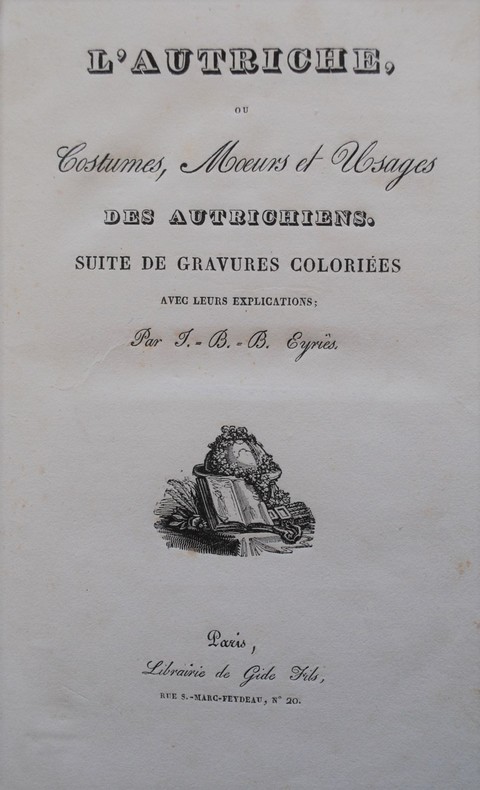 L'AUTRICHE,
OU
Costumes, Mœurs et Usages
DES AUTRICHIENS.
SUITE DE GRAVURES COLORIÉES
AVEC LEURS EXPLICATIONS;
Par J.-B.-B. Eyriès.
Paris,
Librairie de Gide Fils,
RUE S.-MARC-FEYDEAU, N° 20.